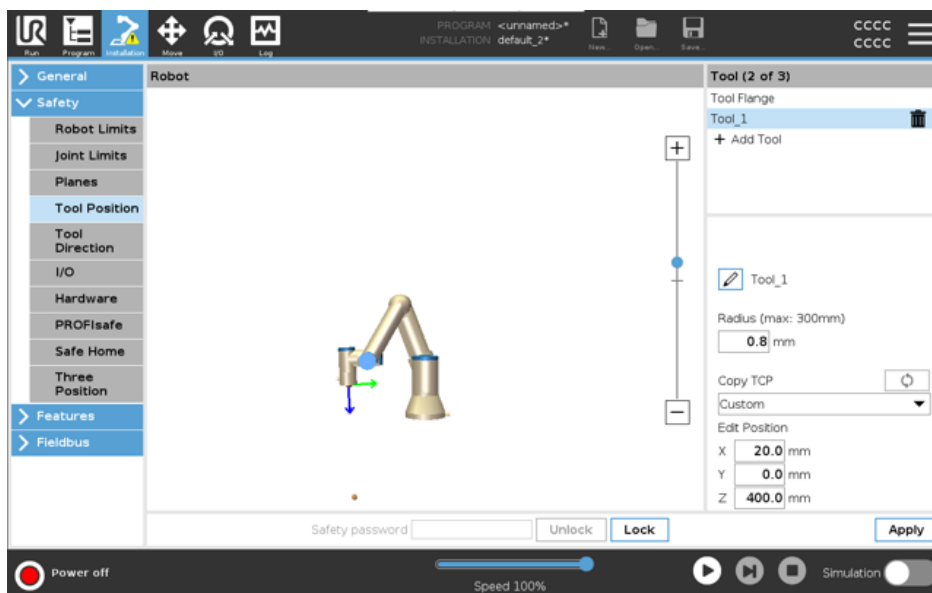 UR
PROGRAM <unnamed>*
INSTALLATION default_2*
CCCC
CCCC
Run
Program
Installation
Move
I/O
Log
New...
Open...
Save...
General
Safety
Robot Limits
Joint Limits
Planes
Tool Position
Tool
Direction
I/O
Hardware
PROFIsafe
Safe Home
Three
Position
Features
Fieldbus
Robot
Tool (2 of 3)
Tool Flange
Tool_1
+ Add Tool
Tool_1
Radius (max: 300mm)
0.8 mm
Copy TCP
Custom
Edit Position
X 20.0 mm
Y 0.0 mm
Z 400.0 mm
Safety password
Unlock
Lock
Apply
Power off
Speed 100%
Simulation